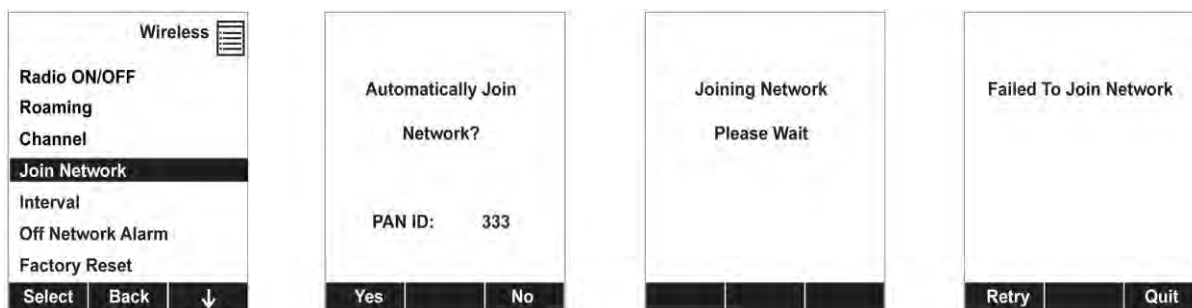 Wireless
Radio ON/OFF
Roaming
Channel
Join Network
Interval
Off Network Alarm
Factory Reset
Select Back ↓
Automatically Join
Network?
PAN ID: 333
Yes No
Joining Network
Please Wait
Failed To Join Network
Retry Quit